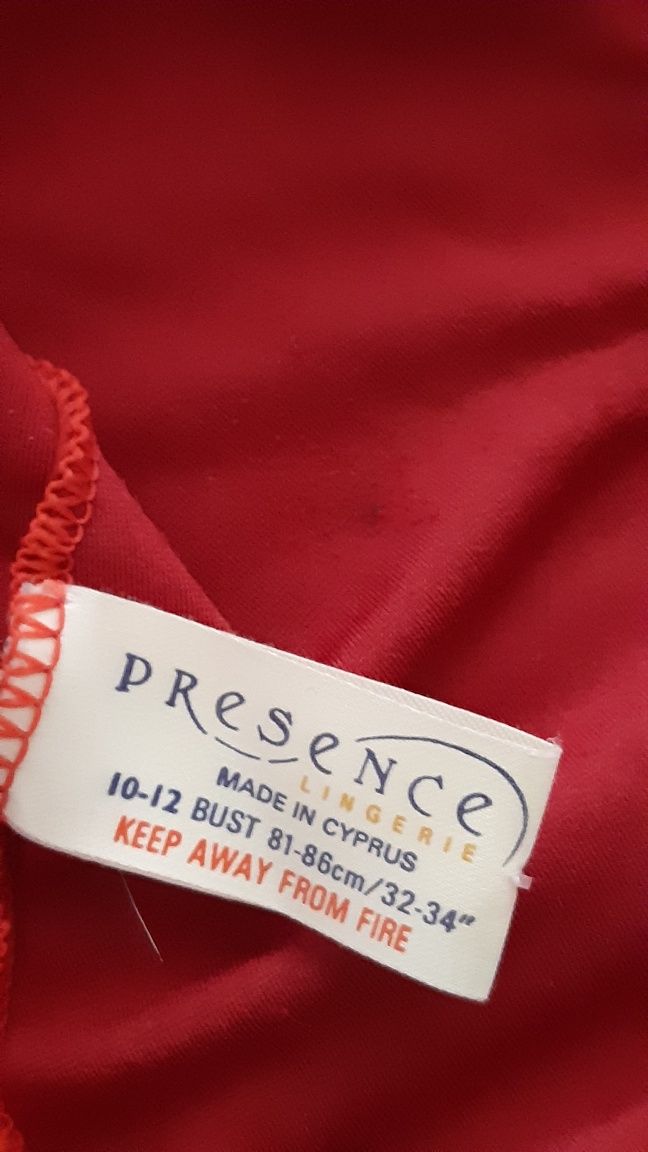 PReseNce
LINGERIE
MADE IN CYPRUS
10-12 BUST 81-86cm/32-34"
KEEP AWAY FROM FIRE